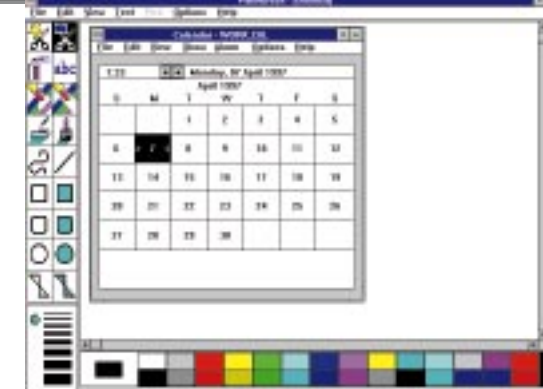 File Edit View Text Pick Options Help
Calendar - WORK.CAL
File Edit View Show Alarm Options Help
1:23 Monday, 07 April 1997
April 1997
S M T W T F S
1 2 3 4 5
6 7 8 9 10 11 12
13 14 15 16 17 18 19
20 21 22 23 24 25 26
27 28 29 30
abc